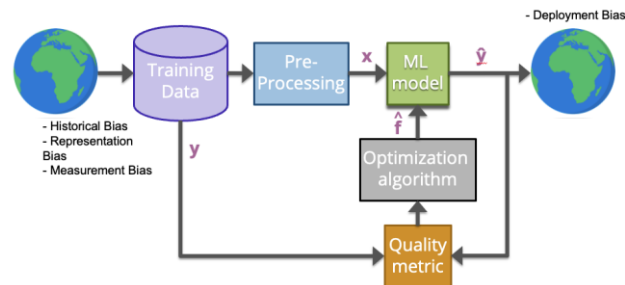 - Deployment Bias
Training
Data
Pre-
Processing
x
ML
model
ŷ
- Historical Bias
- Representation
Bias
- Measurement Bias
y
f̂
Optimization
algorithm
Quality
metric